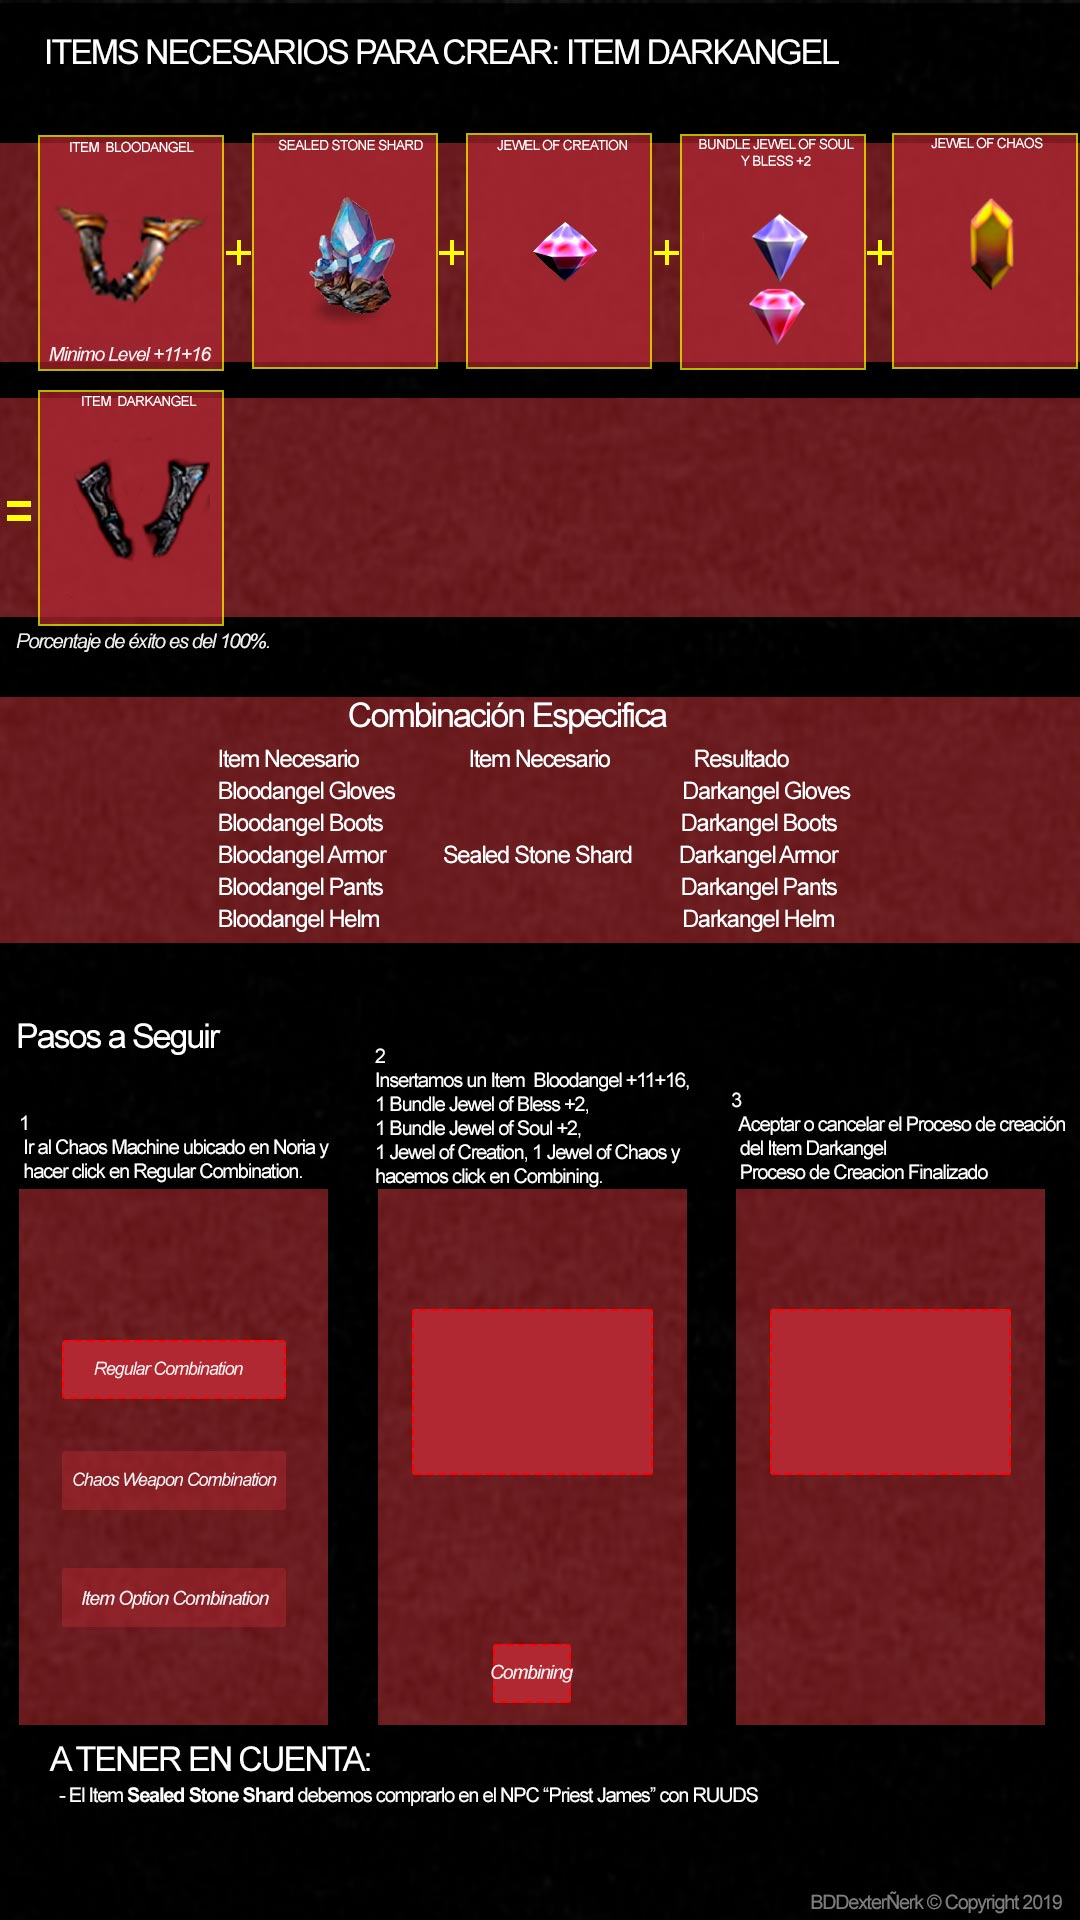 ITEMS NECESARIOS PARA CREAR: ITEM DARKANGEL
ITEM BLOODANGEL
SEALED STONE SHARD
JEWEL OF CREATION
BUNDLE JEWEL OF SOUL
Y BLESS +2
JEWEL OF CHAOS
+
+
+
+
Minimo Level +11+16
ITEM DARKANGEL
=
Porcentaje de éxito es del 100%.
Combinación Especifica
Item Necesario Item Necesario Resultado
Bloodangel Gloves Darkangel Gloves
Bloodangel Boots Darkangel Boots
Bloodangel Armor Sealed Stone Shard Darkangel Armor
Bloodangel Pants Darkangel Pants
Bloodangel Helm Darkangel Helm
Pasos a Seguir
1
Ir al Chaos Machine ubicado en Noria y
hacer click en Regular Combination.
Regular Combination
Chaos Weapon Combination
Item Option Combination
2
Insertamos un Item Bloodangel +11+16,
1 Bundle Jewel of Bless +2,
1 Bundle Jewel of Soul +2,
1 Jewel of Creation, 1 Jewel of Chaos y
hacemos click en Combining.
Combining
3
Aceptar o cancelar el Proceso de creación
del Item Darkangel
Proceso de Creacion Finalizado
A TENER EN CUENTA:
- El Item Sealed Stone Shard debemos comprarlo en el NPC “Priest James” con RUUDS
BDDexterÑerk © Copyright 2019